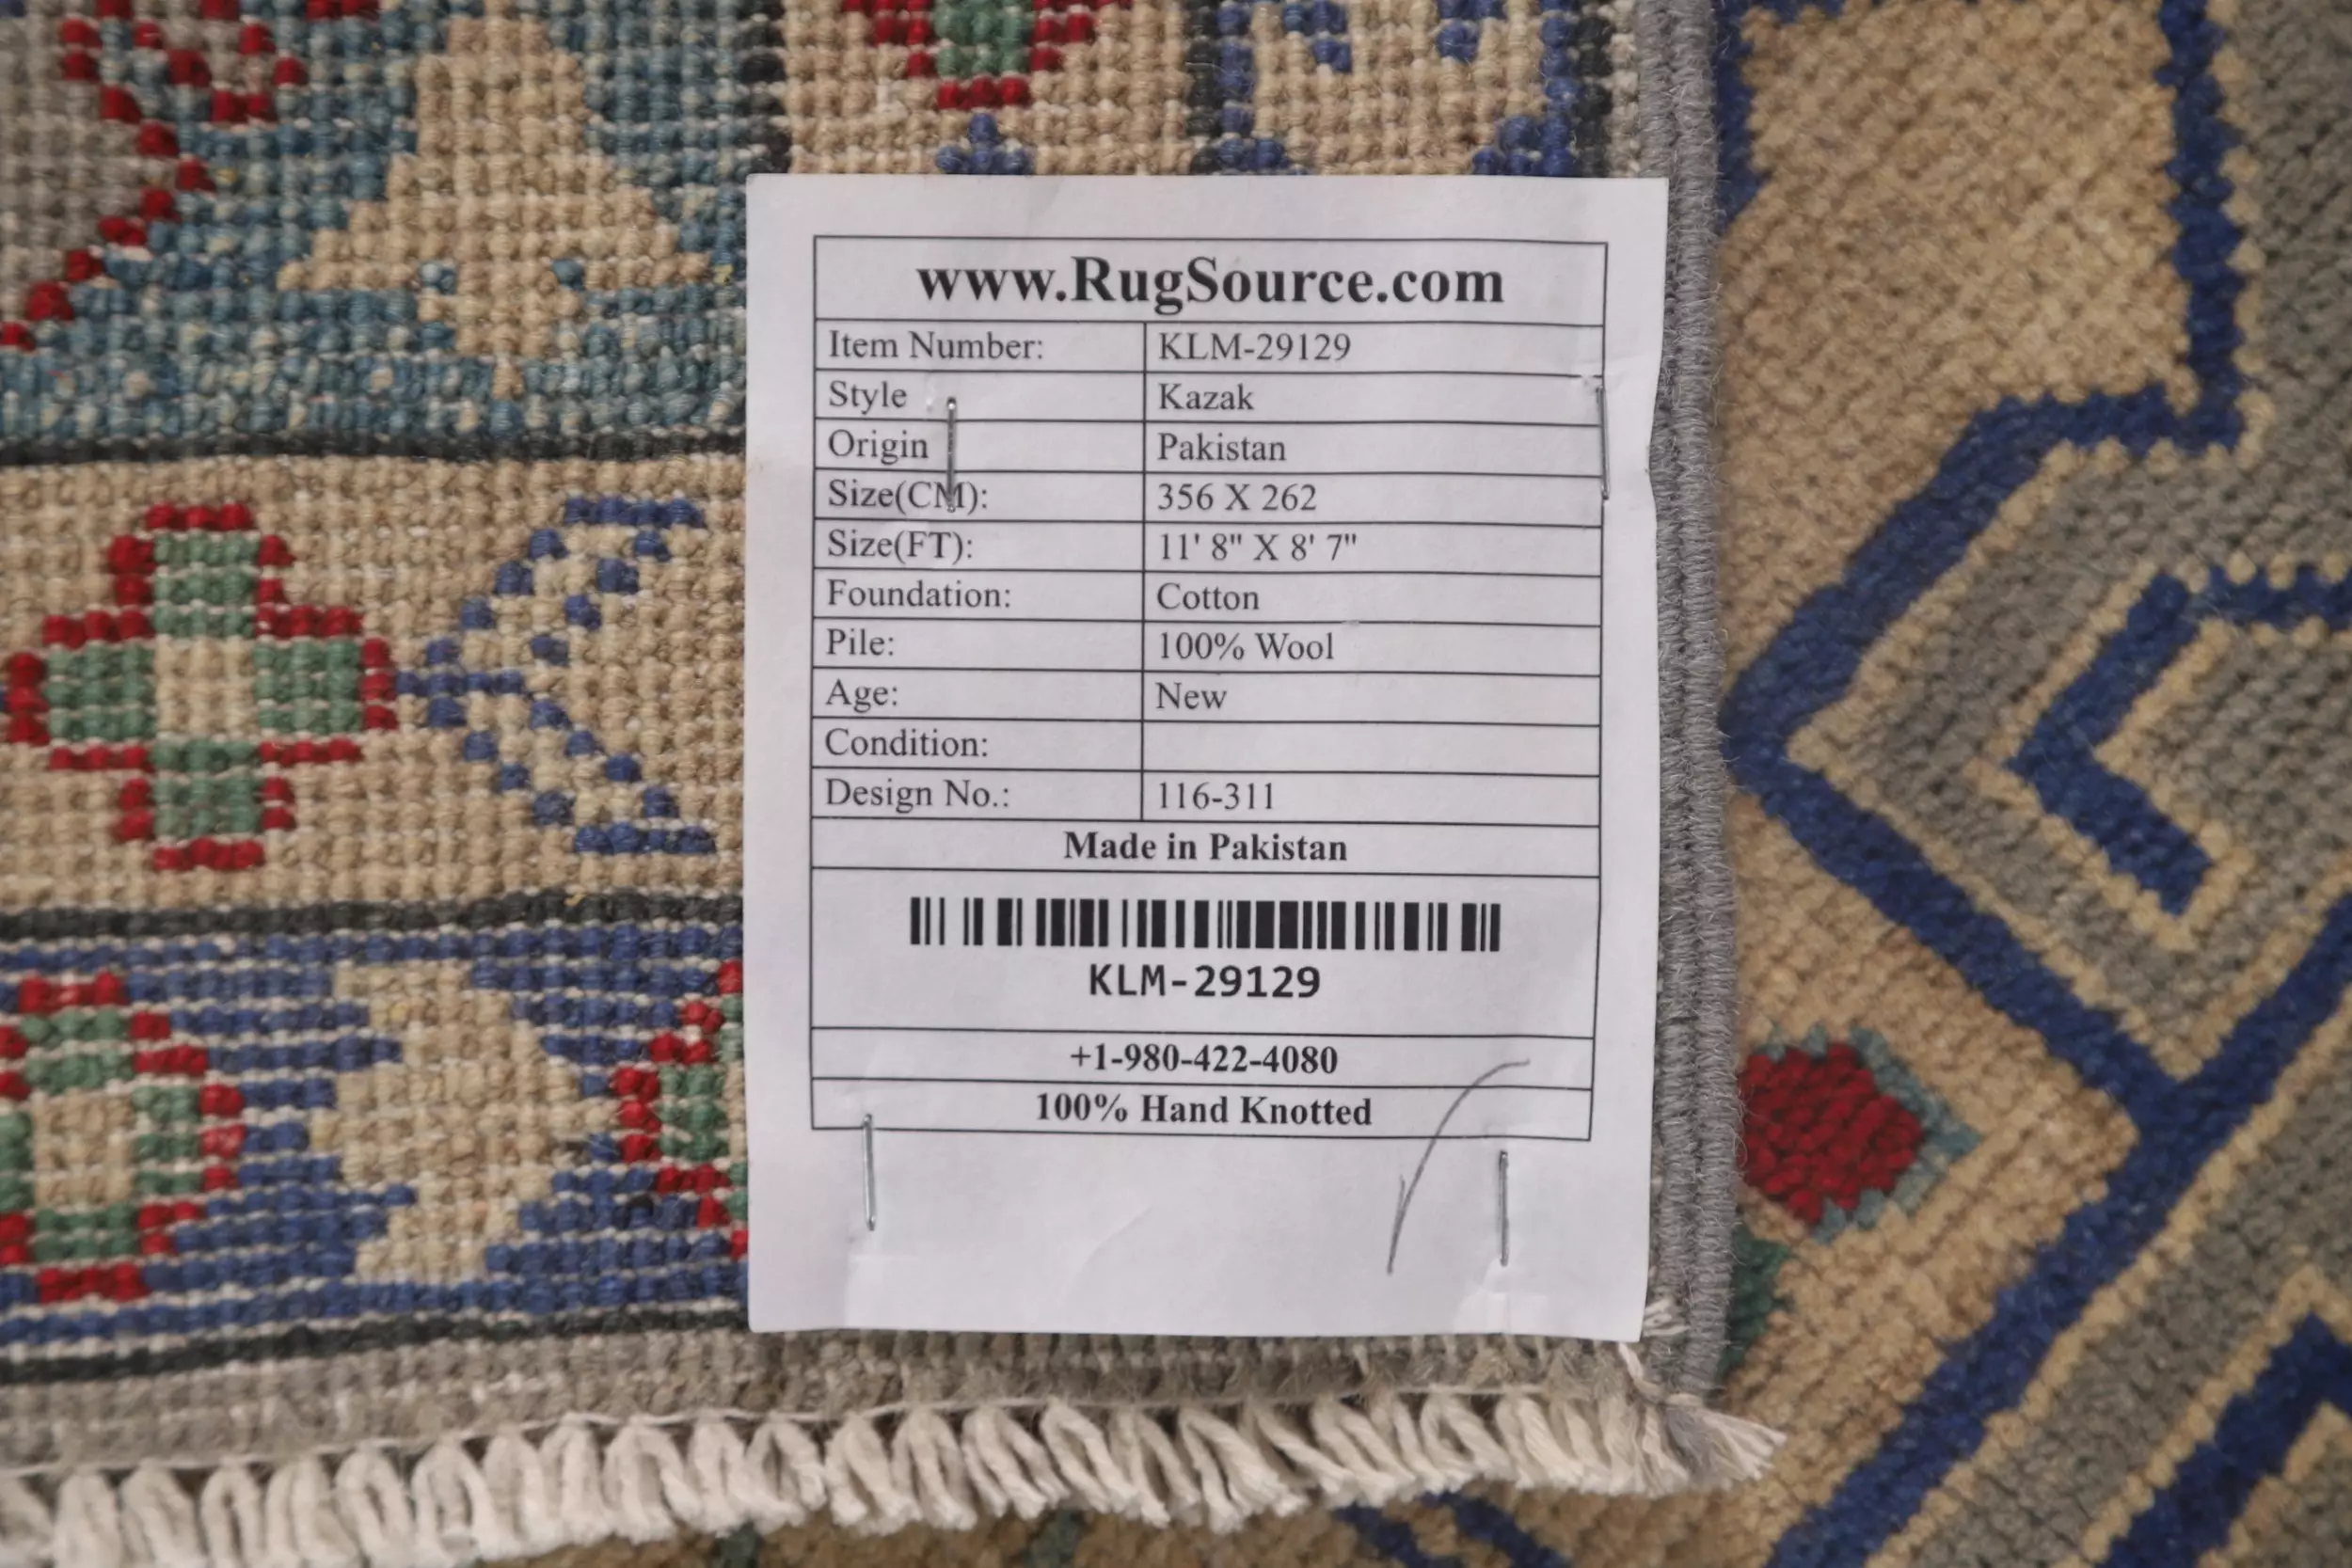 www.RugSource.com
Item Number: KLM-29129
Style Kazak
Origin Pakistan
Size(CM): 356 X 262
Size(FT): 11' 8" X 8' 7"
Foundation: Cotton
Pile: 100% Wool
Age: New
Condition:
Design No.: 116-311
Made in Pakistan
KLM-29129
+1-980-422-4080
100% Hand Knotted